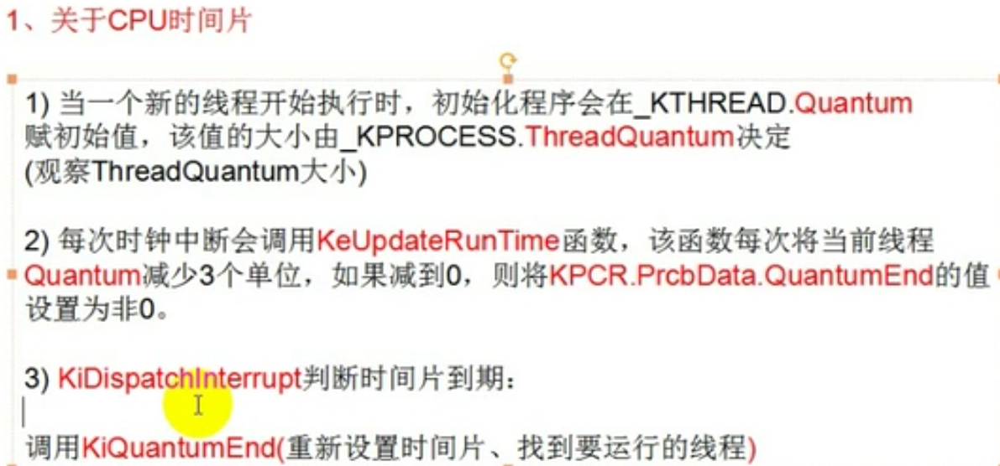 1、关于CPU时间片
1) 当一个新的线程开始执行时，初始化程序会在_KTHREAD.Quantum
赋初始值，该值的大小由_KPROCESS.ThreadQuantum决定
(观察ThreadQuantum大小)
2) 每次时钟中断会调用KeUpdateRunTime函数，该函数每次将当前线程
Quantum减少3个单位，如果减到0，则将KPCR.PrcbData.QuantumEnd的值
设置为非0。
3) KiDispatchInterrupt判断时间片到期：
调用KiQuantumEnd(重新设置时间片、找到要运行的线程)